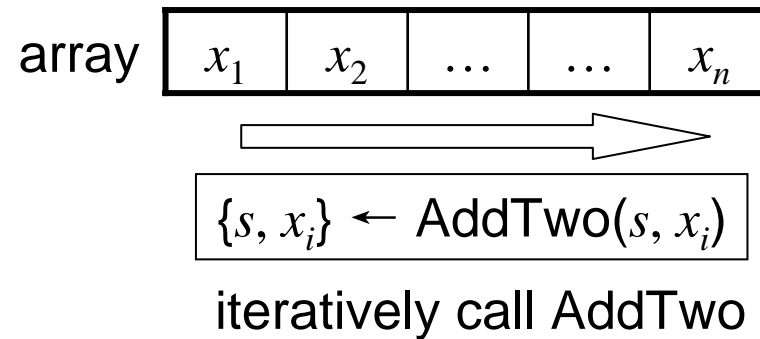 array x₁ x₂ … … xₙ
{s, xᵢ} ← AddTwo(s, xᵢ)
iteratively call AddTwo